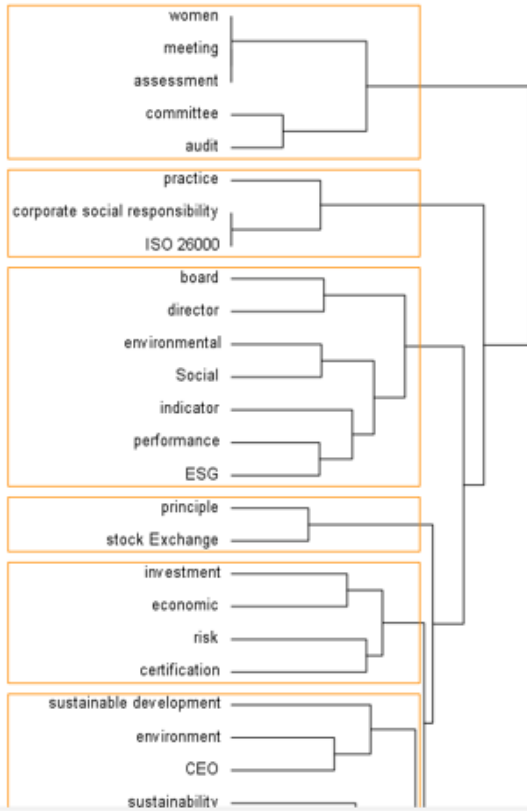 women
meeting
assessment
committee
audit
practice
corporate social responsibility
ISO 26000
board
director
environmental
Social
indicator
performance
ESG
principle
stock Exchange
investment
economic
risk
certification
sustainable development
environment
CEO
sustainability